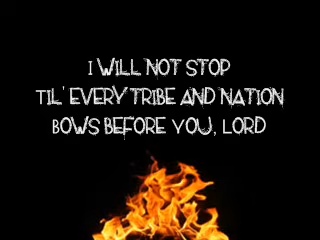 I WILL NOT STOP
TIL' EVERY TRIBE AND NATION
BOWS BEFORE YOU, LORD